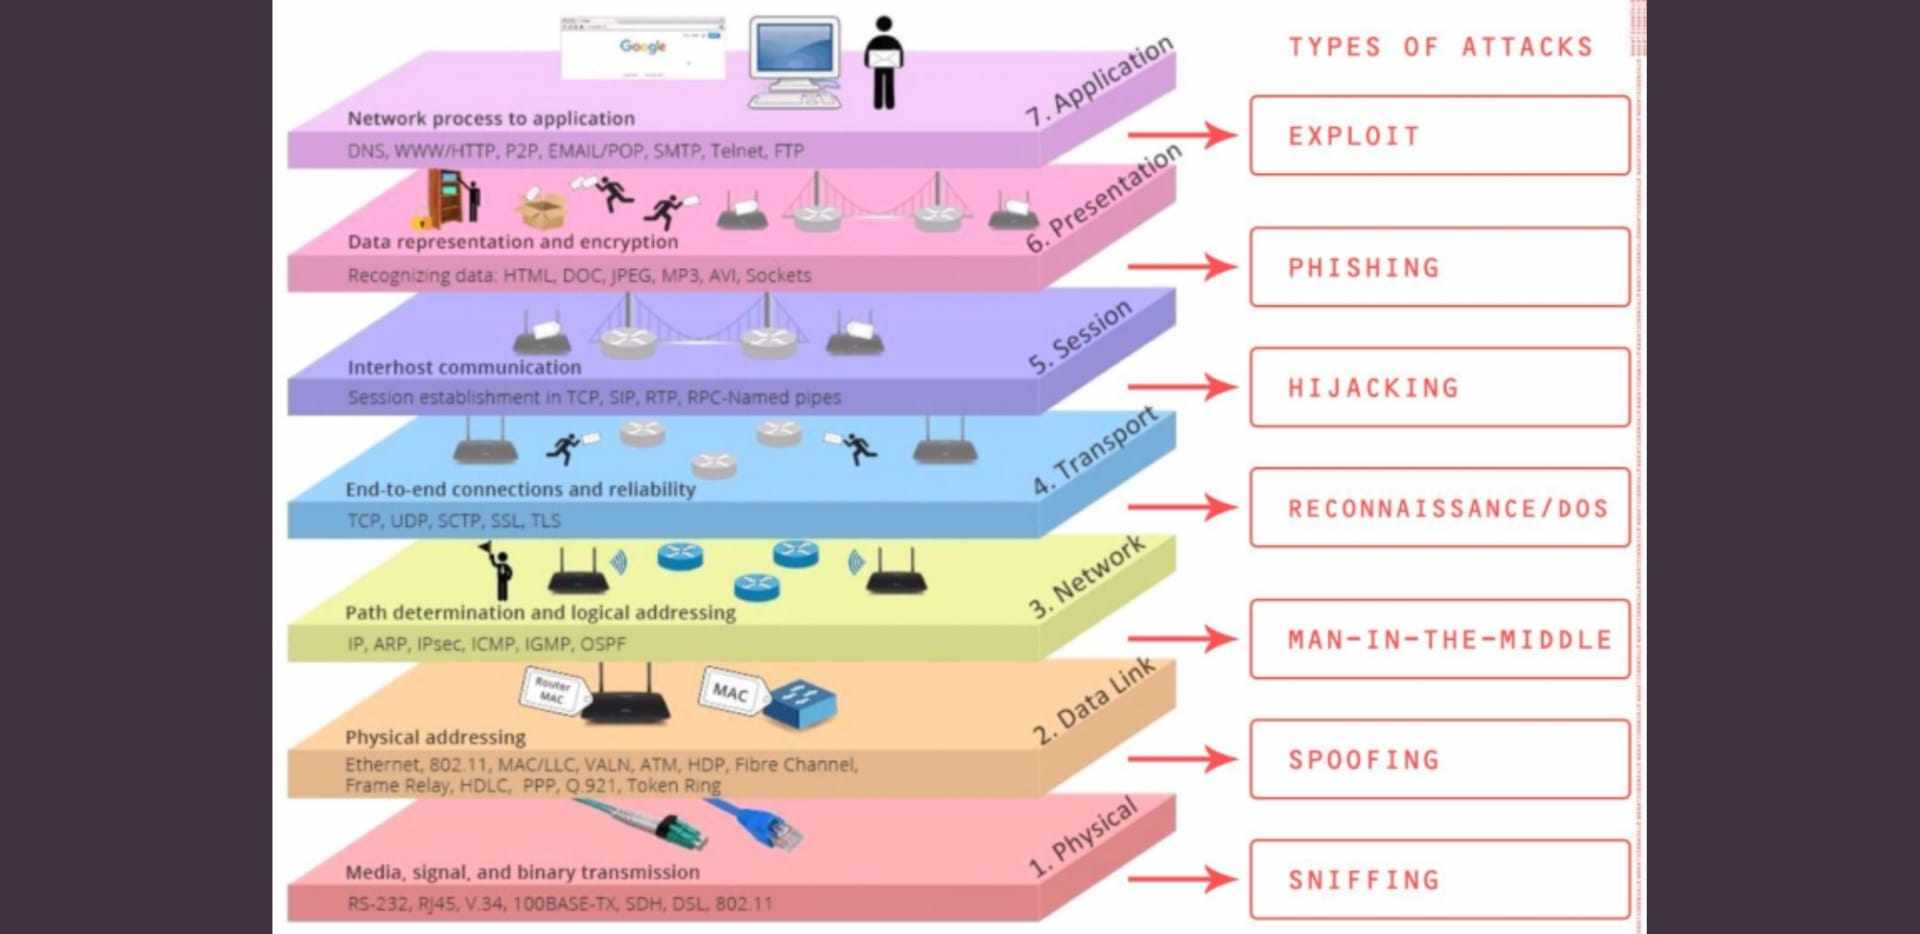 Google
TYPES OF ATTACKS
7. Application
Network process to application
DNS, WWW/HTTP, P2P, EMAIL/POP, SMTP, Telnet, FTP
EXPLOIT
6. Presentation
Data representation and encryption
Recognizing data: HTML, DOC, JPEG, MP3, AVI, Sockets
PHISHING
5. Session
Interhost communication
Session establishment in TCP, SIP, RTP, RPC-Named pipes
HIJACKING
4. Transport
End-to-end connections and reliability
TCP, UDP, SCTP, SSL, TLS
RECONNAISSANCE/DOS
3. Network
Path determination and logical addressing
IP, ARP, IPsec, ICMP, IGMP, OSPF
MAN-IN-THE-MIDDLE
2. Data Link
Router
MAC
MAC
Physical addressing
Ethernet, 802.11, MAC/LLC, VALN, ATM, HDP, Fibre Channel,
Frame Relay, HDLC, PPP, Q.921, Token Ring
SPOOFING
1. Physical
Media, signal, and binary transmission
RS-232, RJ45, V.34, 100BASE-TX, SDH, DSL, 802.11
SNIFFING